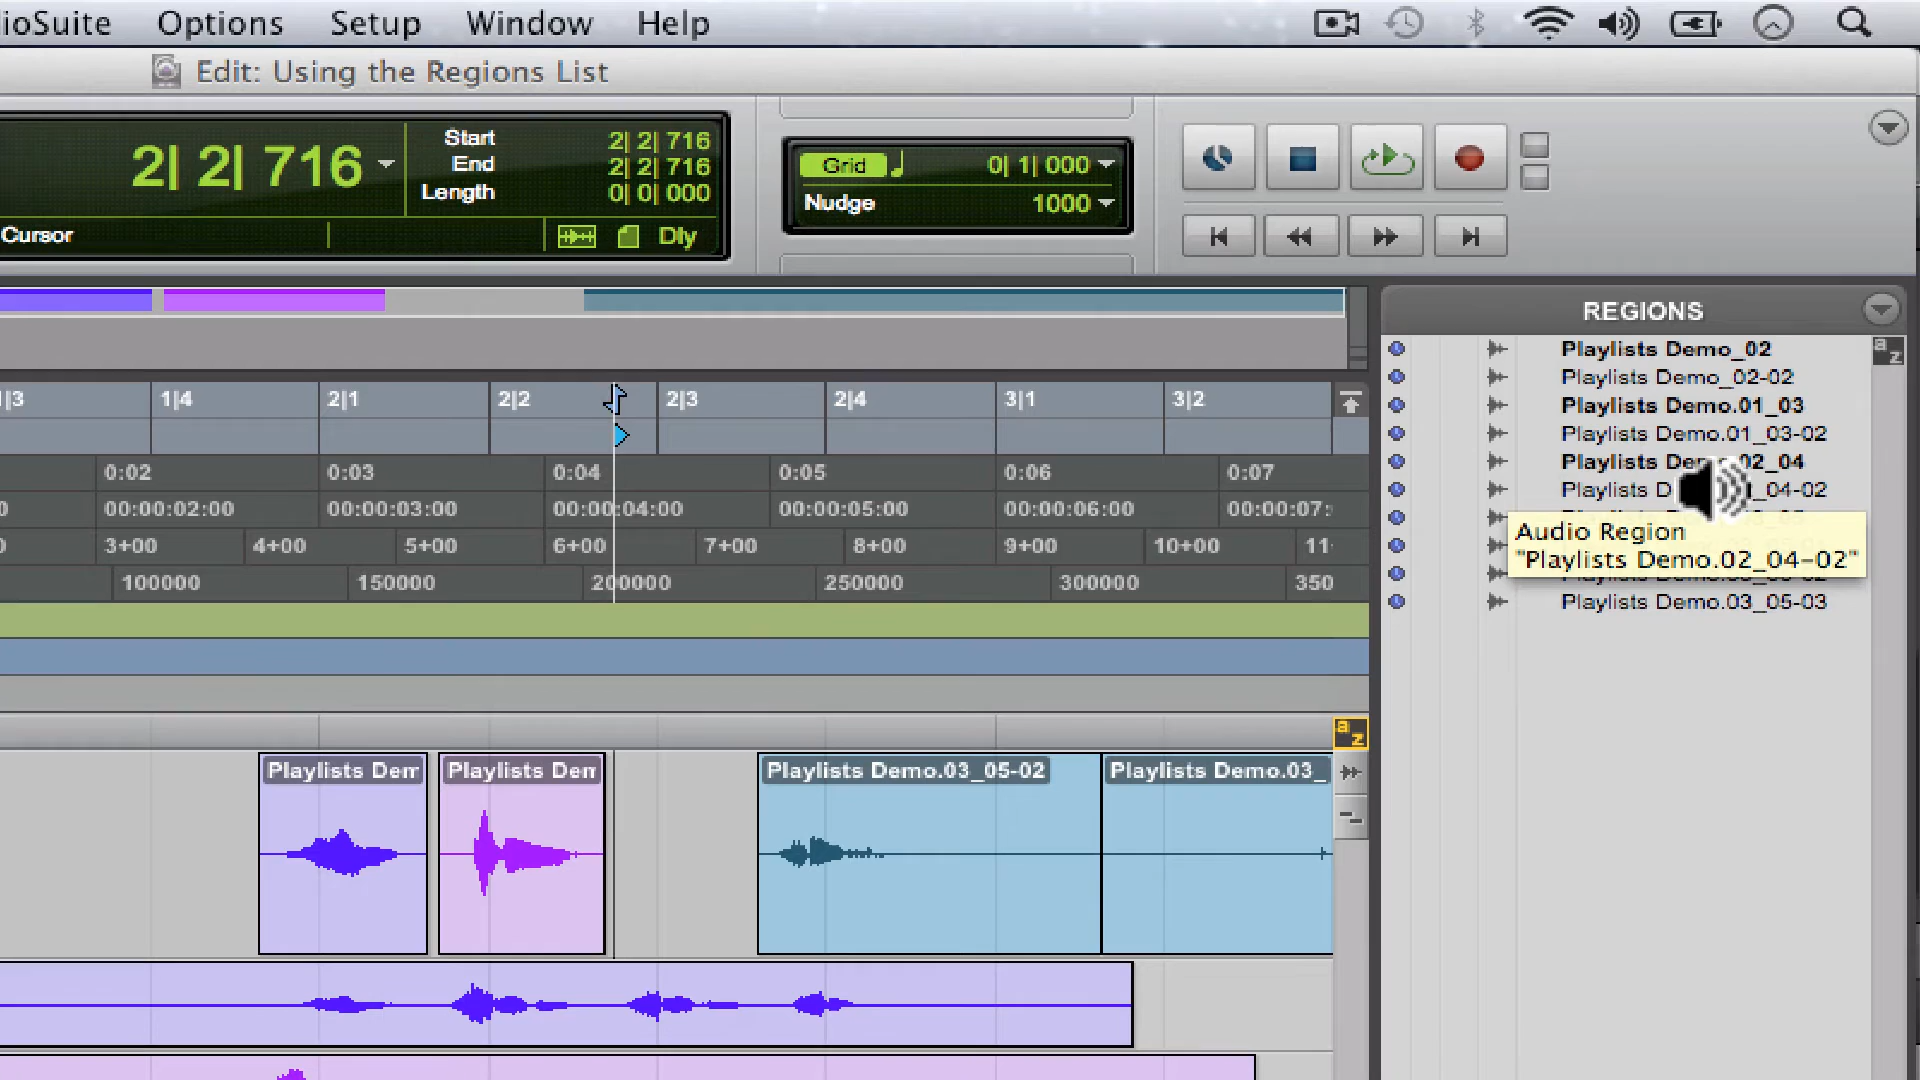 ioSuite Options Setup Window Help
Edit: Using the Regions List
2| 2| 716
Start 2| 2| 716
End 2| 2| 716
Length 0| 0| 000
Cursor
Dly
Grid 0| 1| 000
Nudge 1000
REGIONS
a z
Playlists Demo_02
Playlists Demo_02-02
Playlists Demo.01_03
Playlists Demo.01_03-02
Playlists 02_04
Playlists _04-02
Audio Region
"Playlists Demo.02_04-02"
Playlists Demo.03_05-03
|3 1|4 2|1 2|2 2|3 2|4 3|1 3|2
0:02 0:03 0:04 0:05 0:06 0:07
00:00:02:00 00:00:03:00 00:00:04:00 00:00:05:00 00:00:06:00 00:00:07:
3+00 4+00 5+00 6+00 7+00 8+00 9+00 10+00 11
100000 150000 200000 250000 300000 350
a z
Playlists Dem Playlists Den Playlists Demo.03_05-02 Playlists Demo.03_